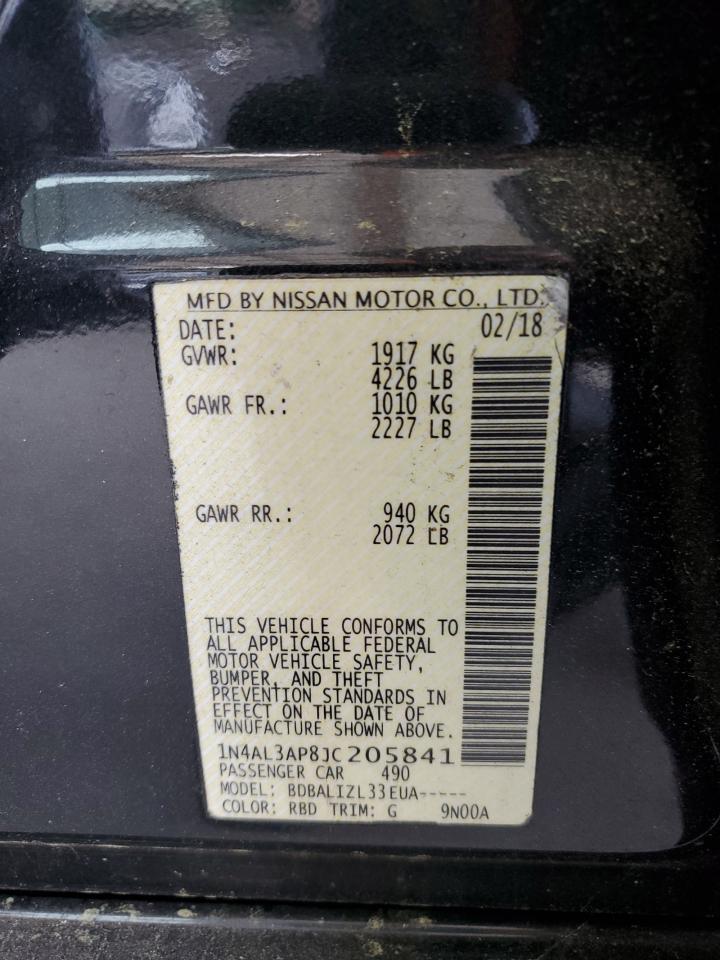 MFD BY NISSAN MOTOR CO., LTD.
DATE: 02/18
GVWR: 1917 KG
4226 LB
GAWR FR.: 1010 KG
2227 LB
GAWR RR.: 940 KG
2072 LB
THIS VEHICLE CONFORMS TO
ALL APPLICABLE FEDERAL
MOTOR VEHICLE SAFETY,
BUMPER, AND THEFT
PREVENTION STANDARDS IN
EFFECT ON THE DATE OF
MANUFACTURE SHOWN ABOVE.
1N4AL3AP8JC205841
PASSENGER CAR 490
MODEL: BDBALIZL33EUA-----
COLOR: RBD TRIM: G 9N00A